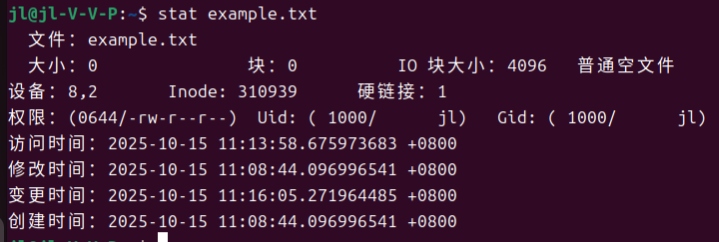 jl@jl-V-V-P:~$ stat example.txt
文件：example.txt
大小：0 块：0 IO 块大小：4096 普通空文件
设备：8,2 Inode: 310939 硬链接：1
权限：(0644/-rw-r--r--) Uid: ( 1000/ jl) Gid: ( 1000/ jl)
访问时间：2025-10-15 11:13:58.675973683 +0800
修改时间：2025-10-15 11:08:44.096996541 +0800
变更时间：2025-10-15 11:16:05.271964485 +0800
创建时间：2025-10-15 11:08:44.096996541 +0800